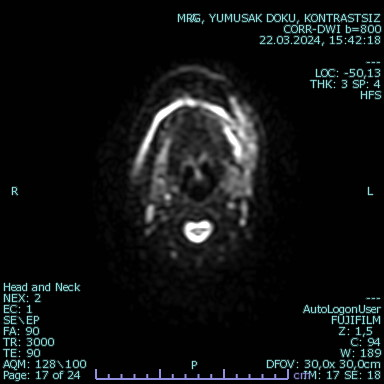 MRG, YUMUSAK DOKU, KONTRASTSIZ
CORR-DWI b=800
22.03.2024, 15:42:18
---
LOC: -50,13
THK: 3 SP: 4
HFS
R
L
Head and Neck
NEX: 2
EC: 1
SE\EP
FA: 90
TR: 3000
TE: 90
AQM: 128\100
Page: 17 of 24
P
---
AutoLogonUser
FUJIFILM
Z: 1,5
C: 94
W: 189
DFOV: 30,0x 30,0cm
cm
IM: 17 SE: 18